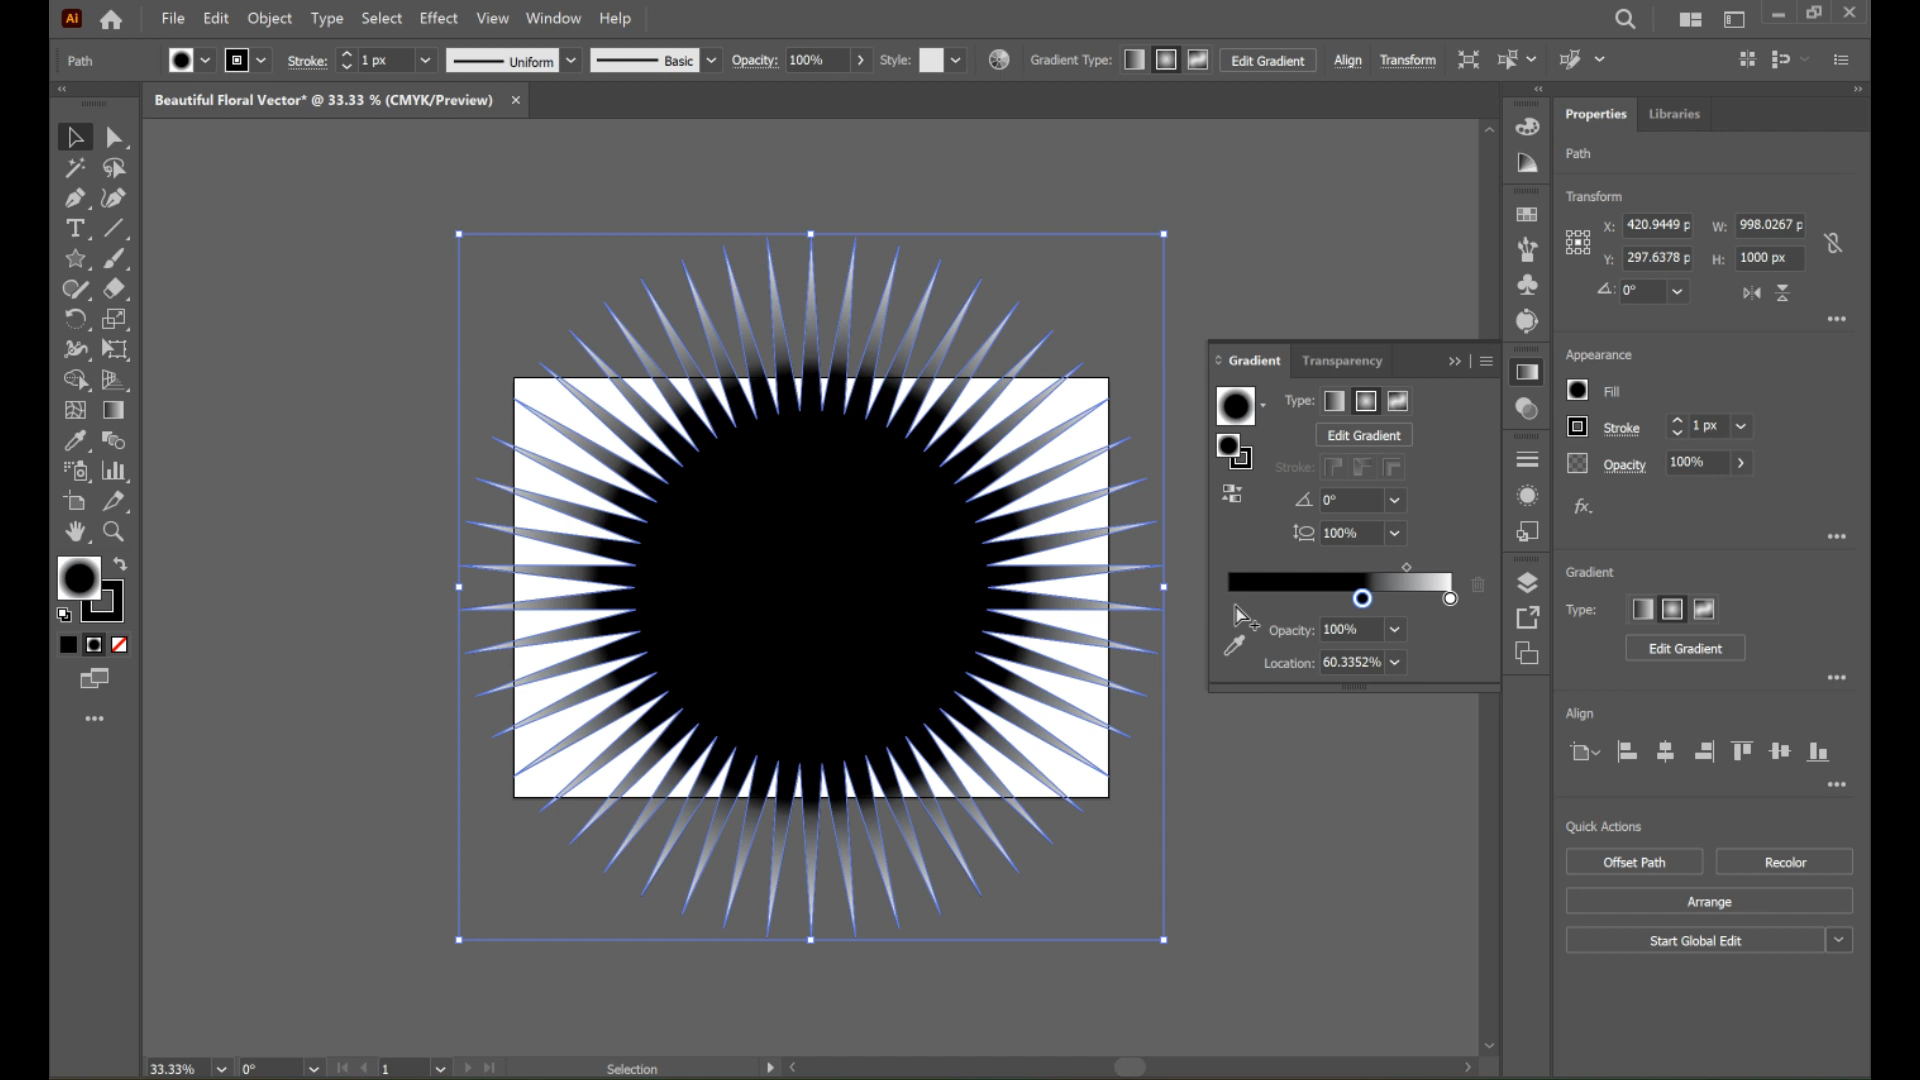 Ai File Edit Object Type Select Effect View Window Help
Path Stroke: 1 px Uniform Basic Opacity: 100% Style: Gradient Type: Edit Gradient Align Transform
Beautiful Floral Vector* @ 33.33 % (CMYK/Preview)
Properties Libraries
Path
Transform
X: 420.9449 p W: 998.0267 p
Y: 297.6378 p H: 1000 px
0°
Appearance
Fill
Stroke 1 px
Opacity 100%
fx.
Gradient
Type:
Edit Gradient
Align
Quick Actions
Offset Path Recolor
Arrange
Start Global Edit
Gradient Transparency
Type:
Edit Gradient
Stroke:
0°
100%
Opacity: 100%
Location: 60.3352%
33.33% 0° 1 Selection